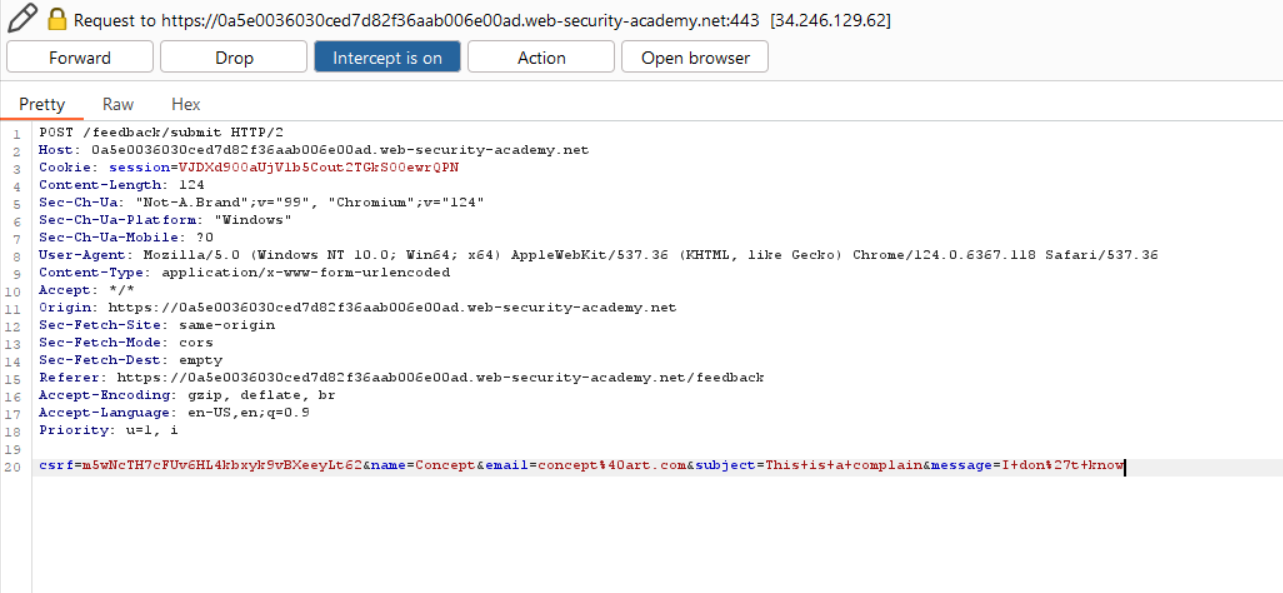 Request to https://0a5e0036030ced7d82f36aab006e00ad.web-security-academy.net:443 [34.246.129.62]
Forward Drop Intercept is on Action Open browser
Pretty Raw Hex
1 POST /feedback/submit HTTP/2
2 Host: 0a5e0036030ced7d82f36aab006e00ad.web-security-academy.net
3 Cookie: session=VJDXd900aUjVlb5Cout2TGkS00ewrQPN
4 Content-Length: 124
5 Sec-Ch-Ua: "Not-A.Brand";v="99", "Chromium";v="124"
6 Sec-Ch-Ua-Platform: "Windows"
7 Sec-Ch-Ua-Mobile: ?0
8 User-Agent: Mozilla/5.0 (Windows NT 10.0; Win64; x64) AppleWebKit/537.36 (KHTML, like Gecko) Chrome/124.0.6367.118 Safari/537.36
9 Content-Type: application/x-www-form-urlencoded
10 Accept: */*
11 Origin: https://0a5e0036030ced7d82f36aab006e00ad.web-security-academy.net
12 Sec-Fetch-Site: same-origin
13 Sec-Fetch-Mode: cors
14 Sec-Fetch-Dest: empty
15 Referer: https://0a5e0036030ced7d82f36aab006e00ad.web-security-academy.net/feedback
16 Accept-Encoding: gzip, deflate, br
17 Accept-Language: en-US,en;q=0.9
18 Priority: u=1, i
19
20 csrf=m5wNcTH7cFUv6HL4kbxyk9vBXeeyLt62&name=Concept&email=concept%40art.com&subject=This+is+a+complain&message=I+don%27t+know